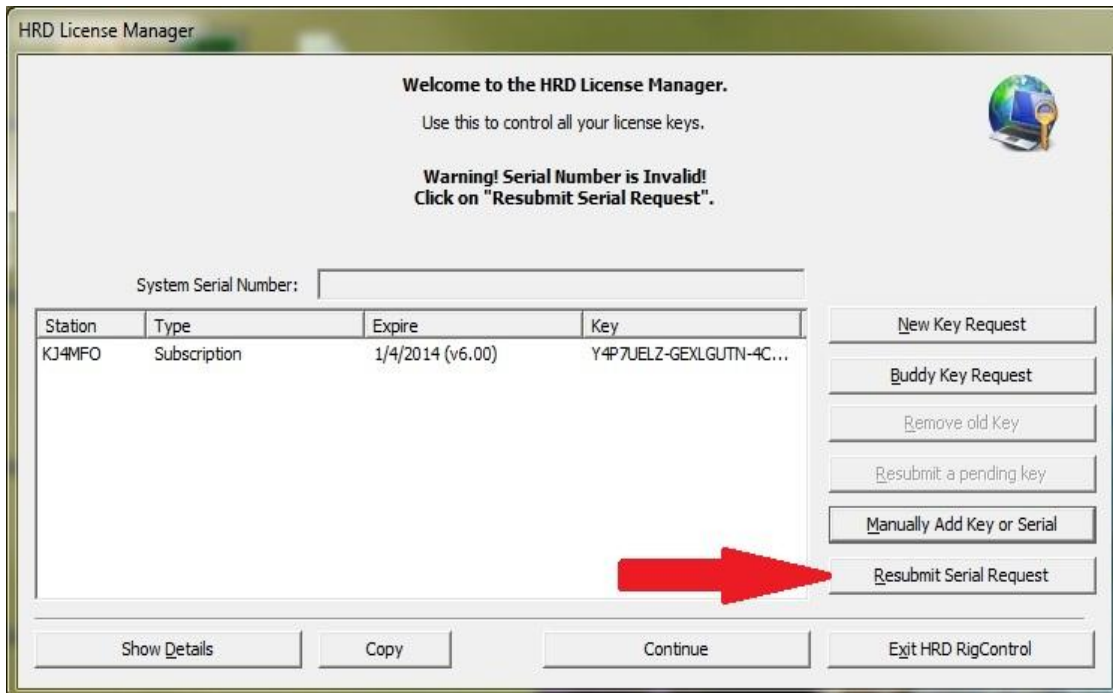 HRD License Manager
Welcome to the HRD License Manager.
Use this to control all your license keys.
Warning! Serial Number is Invalid!
Click on "Resubmit Serial Request".
System Serial Number:
Station Type Expire Key
KJ4MFO Subscription 1/4/2014 (v6.00) Y4P7UELZ-GEXLGUTN-4C...
New Key Request
Buddy Key Request
Remove old Key
Resubmit a pending key
Manually Add Key or Serial
Resubmit Serial Request
Show Details Copy Continue Exit HRD RigControl